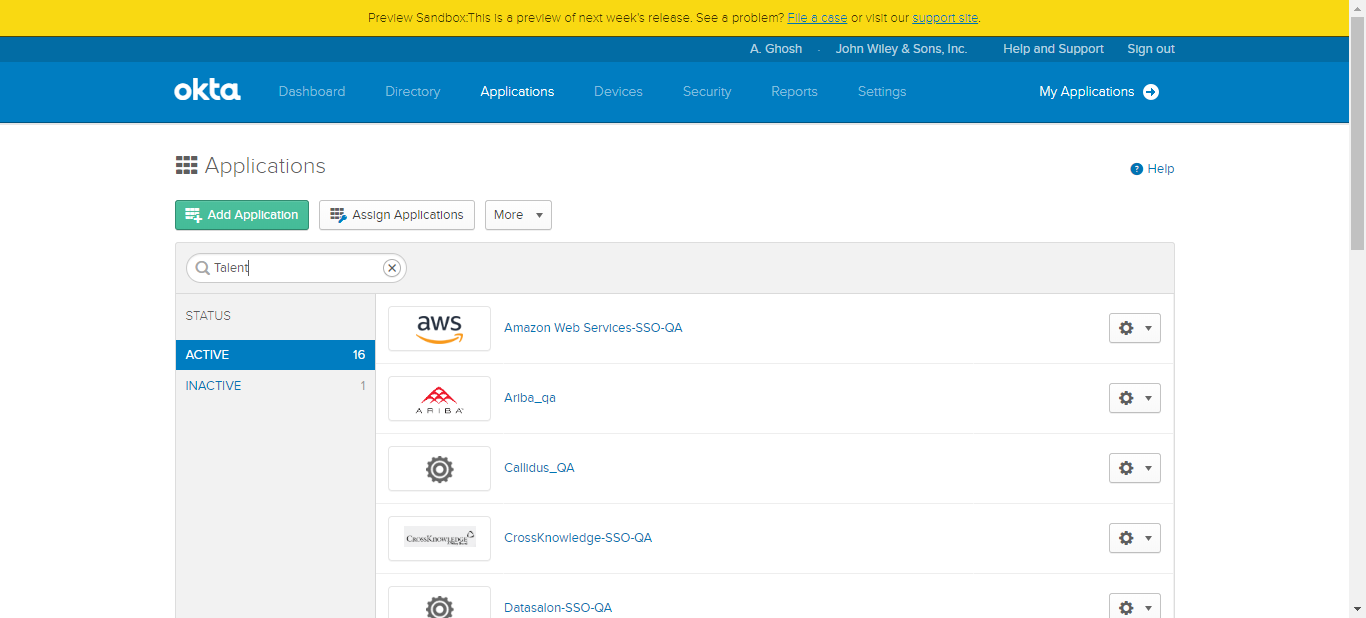 Preview Sandbox:This is a preview of next week's release. See a problem? File a case or visit our support site.
A. Ghosh · John Wiley & Sons, Inc. Help and Support Sign out
okta Dashboard Directory Applications Devices Security Reports Settings My Applications
Applications
? Help
Add Application Assign Applications More
Talent
STATUS
ACTIVE 16
INACTIVE 1
aws Amazon Web Services-SSO-QA
ARIBA Ariba_qa
Callidus_QA
CROSSKNOWLEDGE CrossKnowledge-SSO-QA
Datasalon-SSO-QA